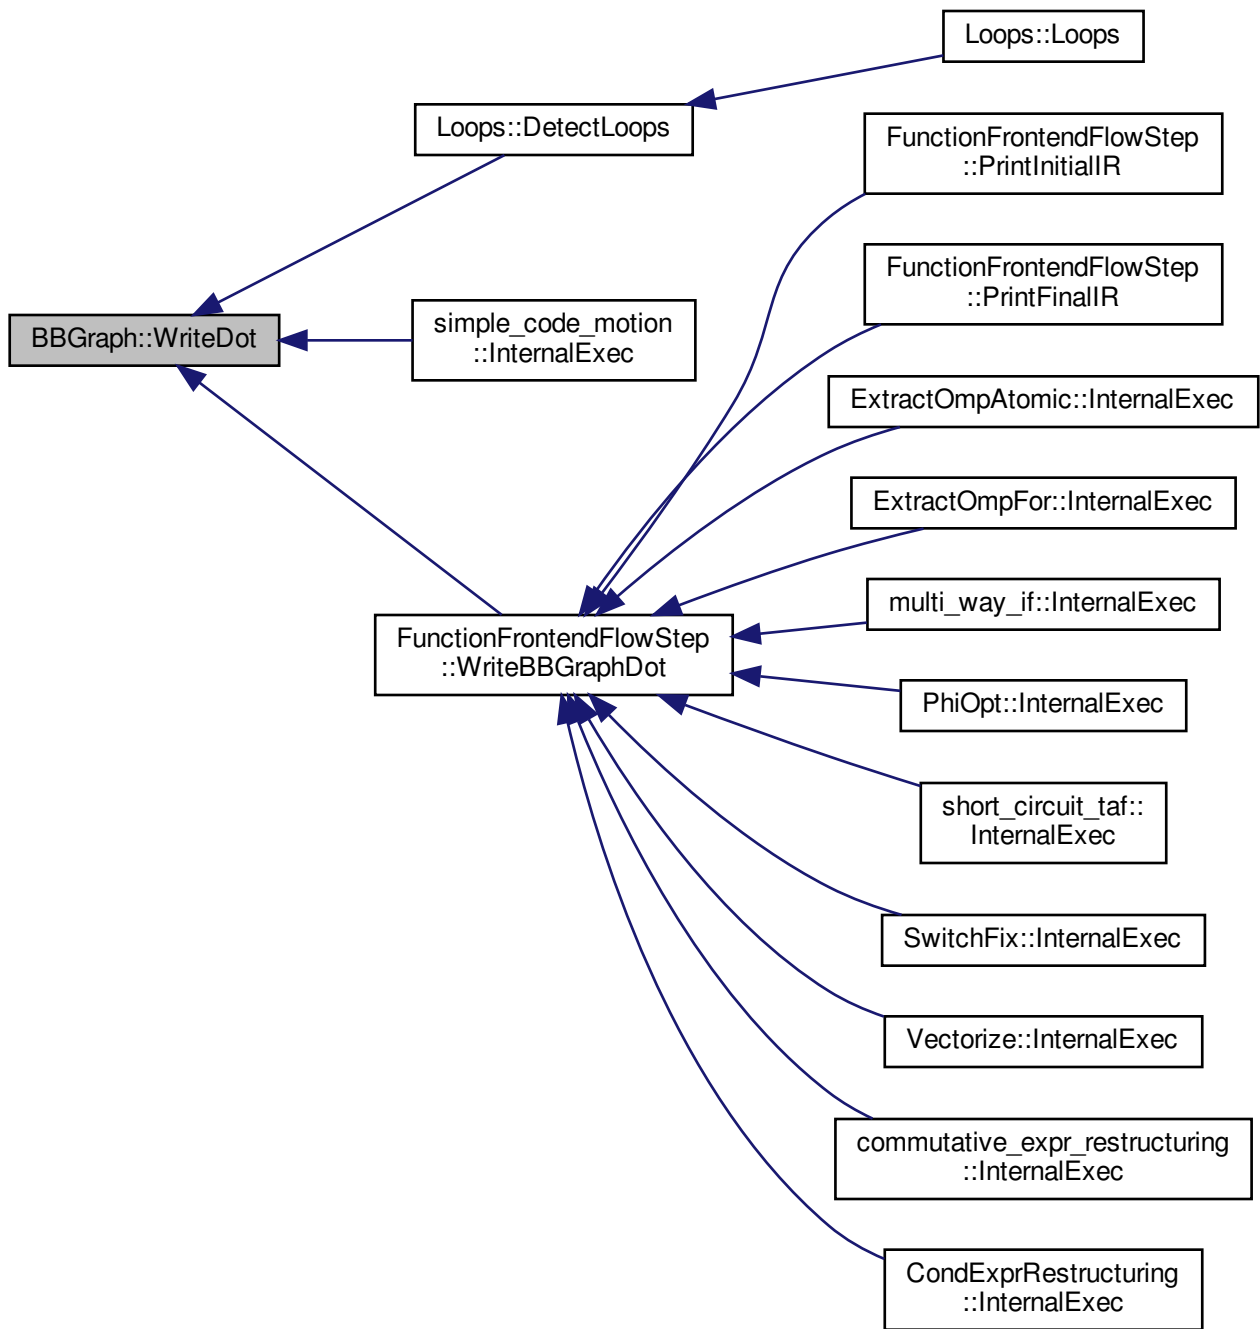 Loops::Loops
Loops::DetectLoops
FunctionFrontendFlowStep
::PrintInitialIR
FunctionFrontendFlowStep
::PrintFinalIR
BBGraph::WriteDot
simple_code_motion
::InternalExec
ExtractOmpAtomic::InternalExec
ExtractOmpFor::InternalExec
multi_way_if::InternalExec
FunctionFrontendFlowStep
::WriteBBGraphDot
PhiOpt::InternalExec
short_circuit_taf::
InternalExec
SwitchFix::InternalExec
Vectorize::InternalExec
commutative_expr_restructuring
::InternalExec
CondExprRestructuring
::InternalExec